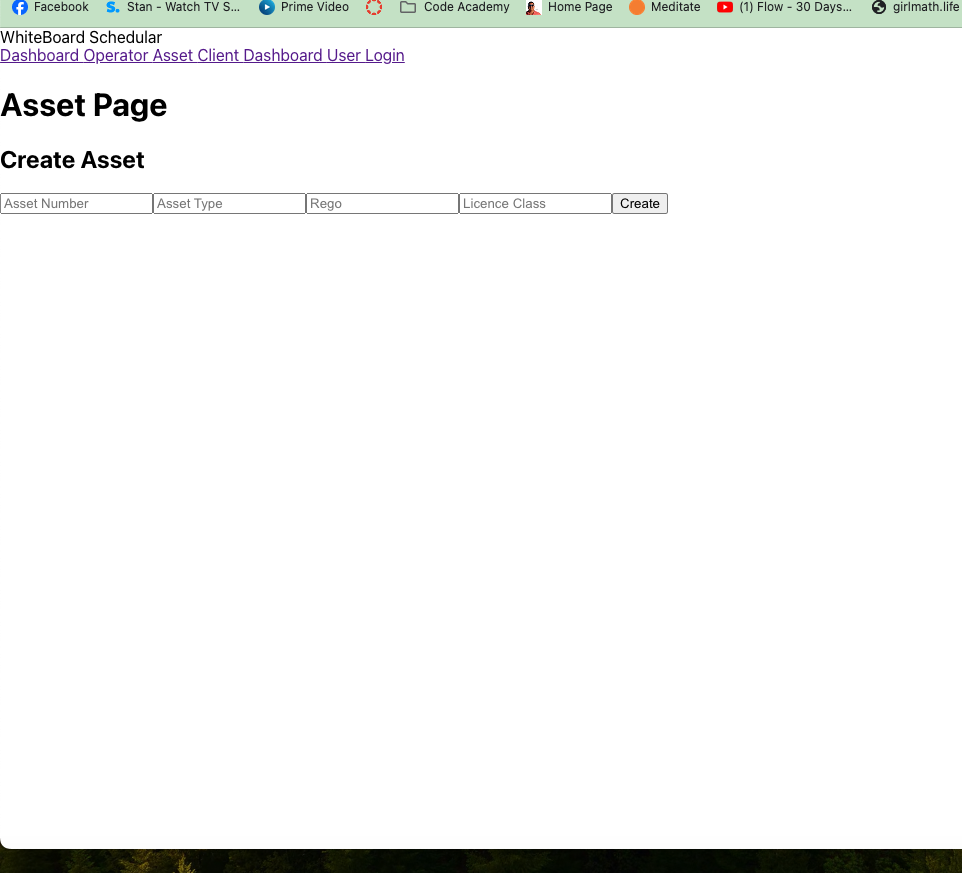 Facebook Stan - Watch TV S... Prime Video Code Academy Home Page Meditate (1) Flow - 30 Days... girlmath.life
WhiteBoard Schedular
Dashboard Operator Asset Client Dashboard User Login
Asset Page
Create Asset
Asset Number Asset Type Rego Licence Class Create